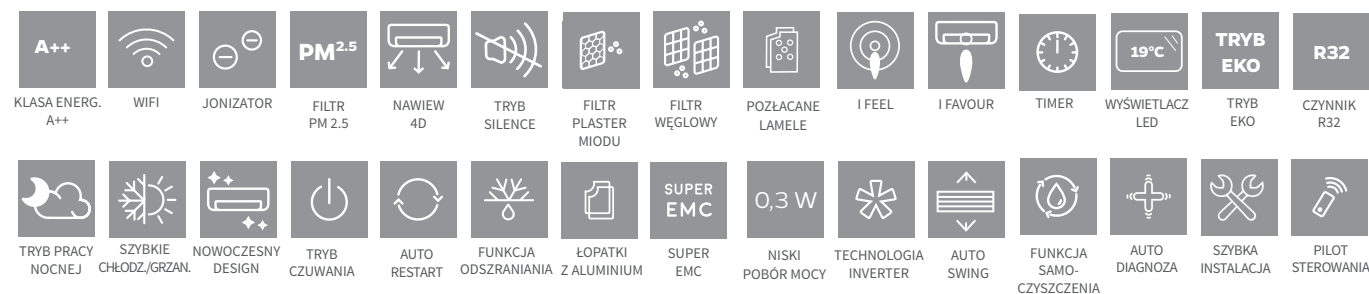 A++
PM2.5
19°C
TRYB
EKO
R32
KLASA ENERG.
A++
WIFI
JONIZATOR
FILTR
PM 2.5
NAWIEW
4D
TRYB
SILENCE
FILTR
PLASTER
MIODU
FILTR
WĘGLOWY
POZŁACANE
LAMELE
I FEEL
I FAVOUR
TIMER
WYŚWIETLACZ
LED
TRYB
EKO
CZYNNIK
R32
SUPER
EMC
0,3 W
TRYB PRACY
NOCNEJ
SZYBKIE
CHŁODZ./GRZAN.
NOWOCZESNY
DESIGN
TRYB
CZUWANIA
AUTO
RESTART
FUNKCJA
ODSZRANIANIA
ŁOPATKI
Z ALUMINIUM
SUPER
EMC
NISKI
POBÓR MOCY
TECHNOLOGIA
INVERTER
AUTO
SWING
FUNKCJA
SAMO-
CZYSZCZENIA
AUTO
DIAGNOZA
SZYBKA
INSTALACJA
PILOT
STEROWANIA